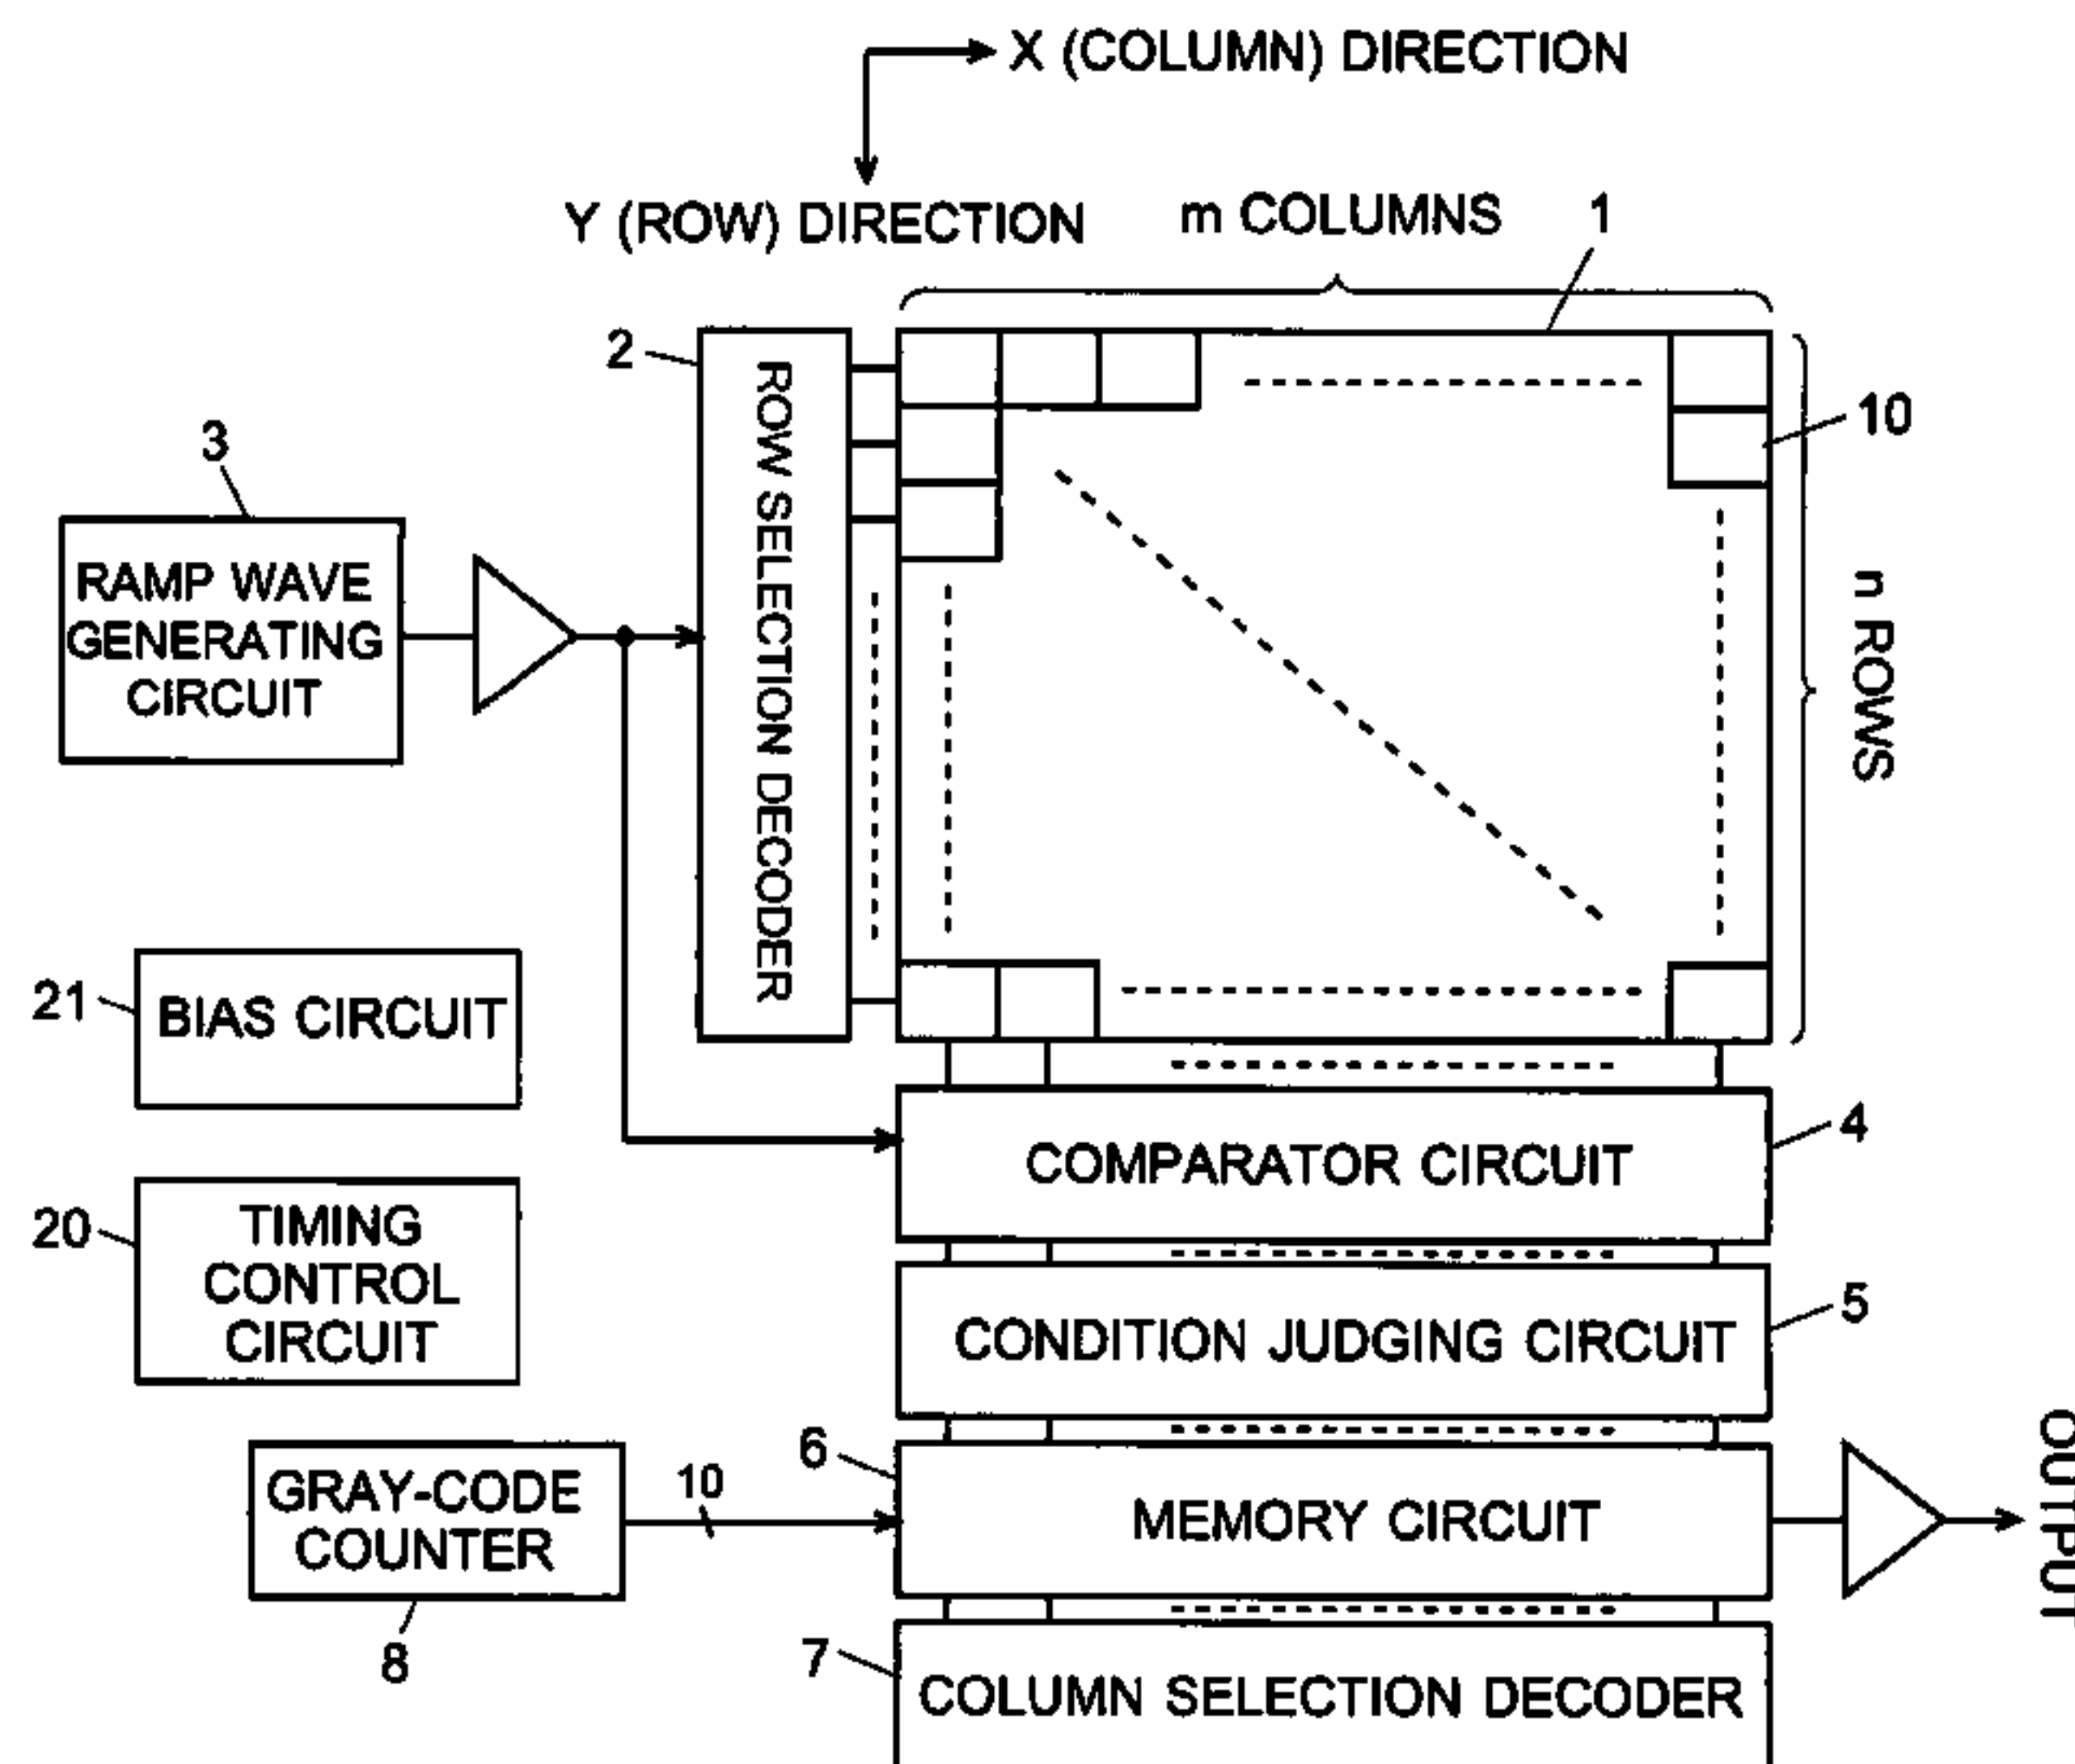 X (COLUMN) DIRECTION
Y (ROW) DIRECTION
m COLUMNS
1
2
ROW SELECTION DECODER
10
n ROWS
3
RAMP WAVE
GENERATING
CIRCUIT
21
BIAS CIRCUIT
COMPARATOR CIRCUIT
4
20
TIMING
CONTROL
CIRCUIT
CONDITION JUDGING CIRCUIT
5
GRAY-CODE
COUNTER
8
10
6
MEMORY CIRCUIT
OUTPUT
7
COLUMN SELECTION DECODER